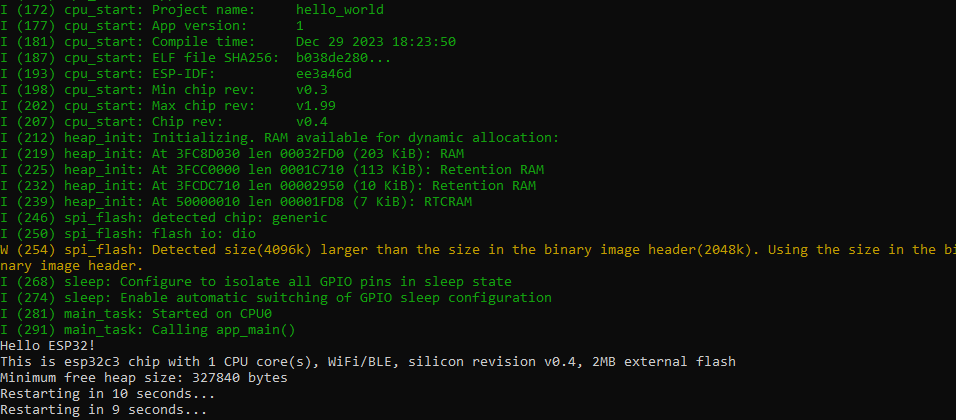 I (172) cpu_start: Project name:     hello_world
I (177) cpu_start: App version:      1
I (181) cpu_start: Compile time:     Dec 29 2023 18:23:50
I (187) cpu_start: ELF file SHA256:  b038de280...
I (193) cpu_start: ESP-IDF:          ee3a46d
I (198) cpu_start: Min chip rev:     v0.3
I (202) cpu_start: Max chip rev:     v1.99
I (207) cpu_start: Chip rev:         v0.4
I (212) heap_init: Initializing. RAM available for dynamic allocation:
I (219) heap_init: At 3FC8D030 len 00032FD0 (203 KiB): RAM
I (225) heap_init: At 3FCC0000 len 0001C710 (113 KiB): Retention RAM
I (232) heap_init: At 3FCDC710 len 00002950 (10 KiB): Retention RAM
I (239) heap_init: At 50000010 len 00001FD8 (7 KiB): RTCRAM
I (246) spi_flash: detected chip: generic
I (250) spi_flash: flash io: dio
W (254) spi_flash: Detected size(4096k) larger than the size in the binary image header(2048k). Using the size in the bi
nary image header.
I (268) sleep: Configure to isolate all GPIO pins in sleep state
I (274) sleep: Enable automatic switching of GPIO sleep configuration
I (281) main_task: Started on CPU0
I (291) main_task: Calling app_main()
Hello ESP32!
This is esp32c3 chip with 1 CPU core(s), WiFi/BLE, silicon revision v0.4, 2MB external flash
Minimum free heap size: 327840 bytes
Restarting in 10 seconds...
Restarting in 9 seconds...